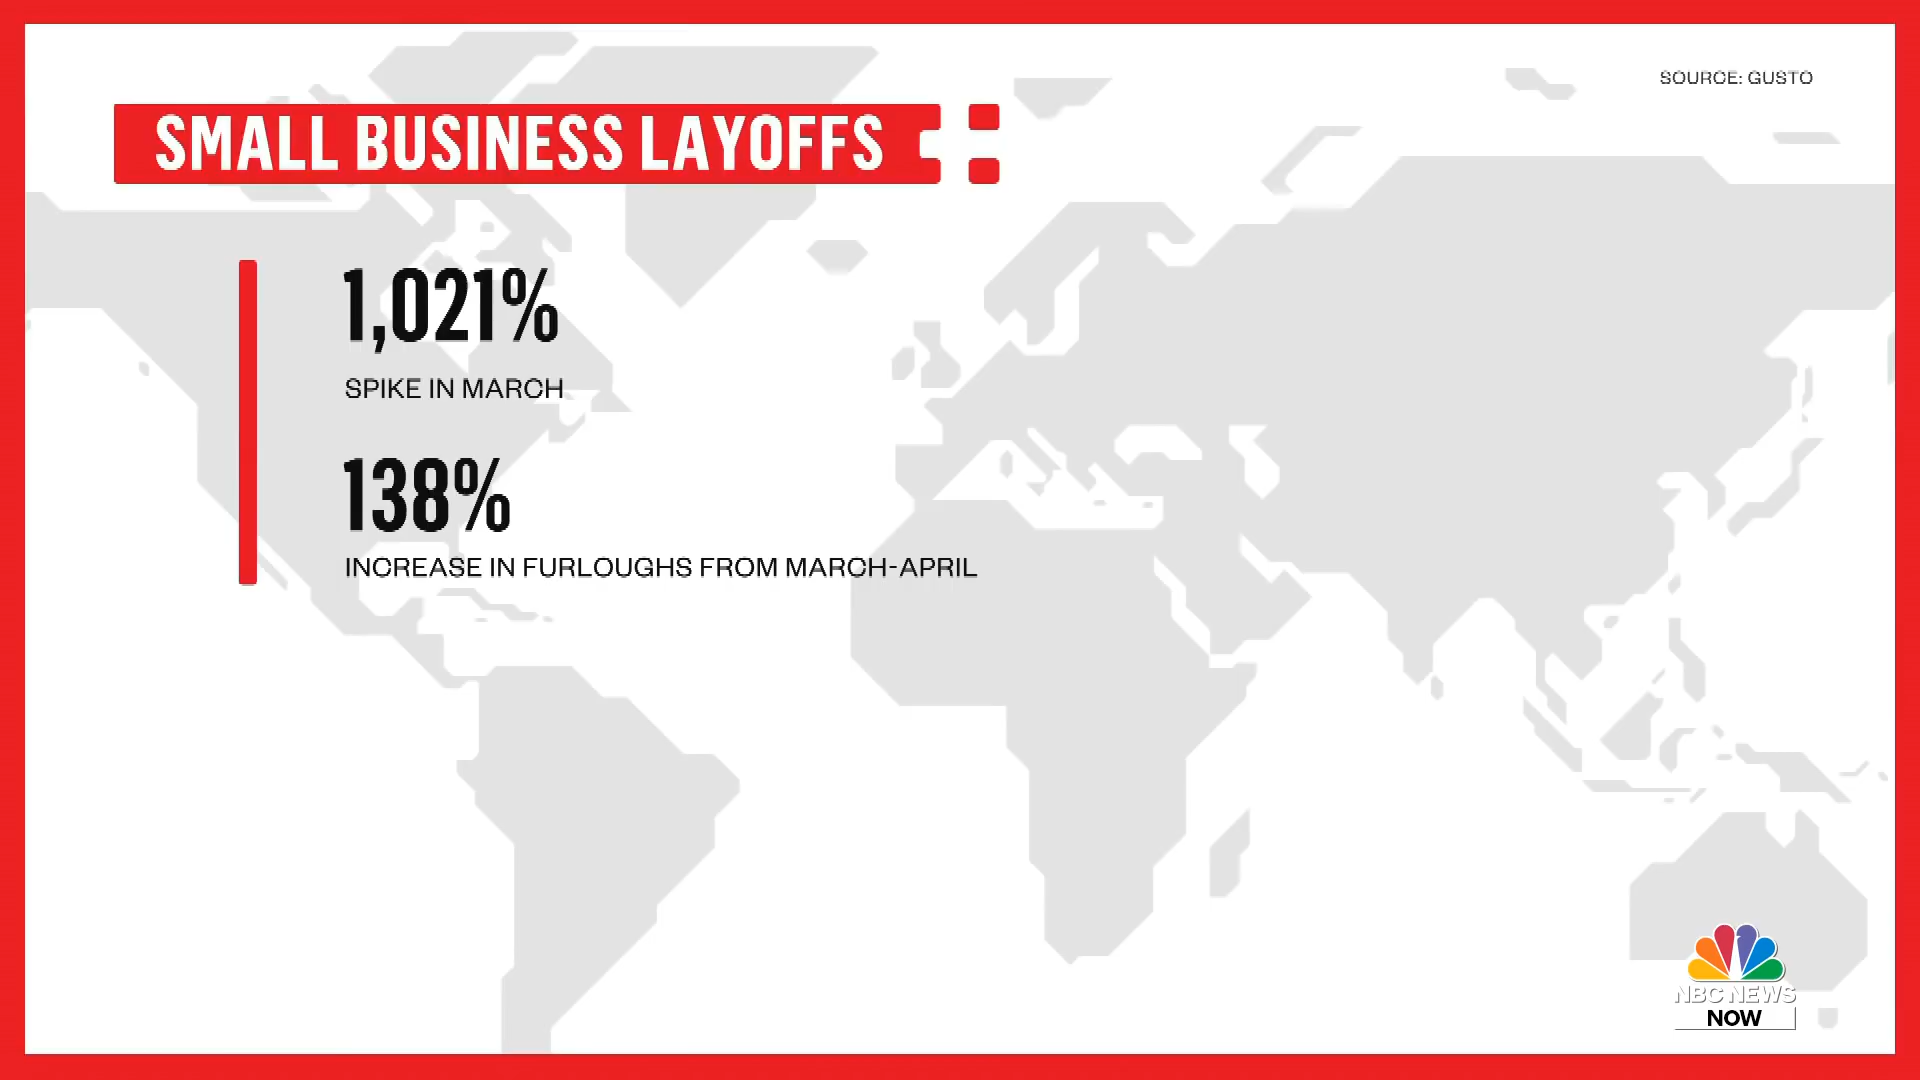 SOURCE: GUSTO
SMALL BUSINESS LAYOFFS
1,021%
SPIKE IN MARCH
138%
INCREASE IN FURLOUGHS FROM MARCH-APRIL
NBC NEWS
NOW